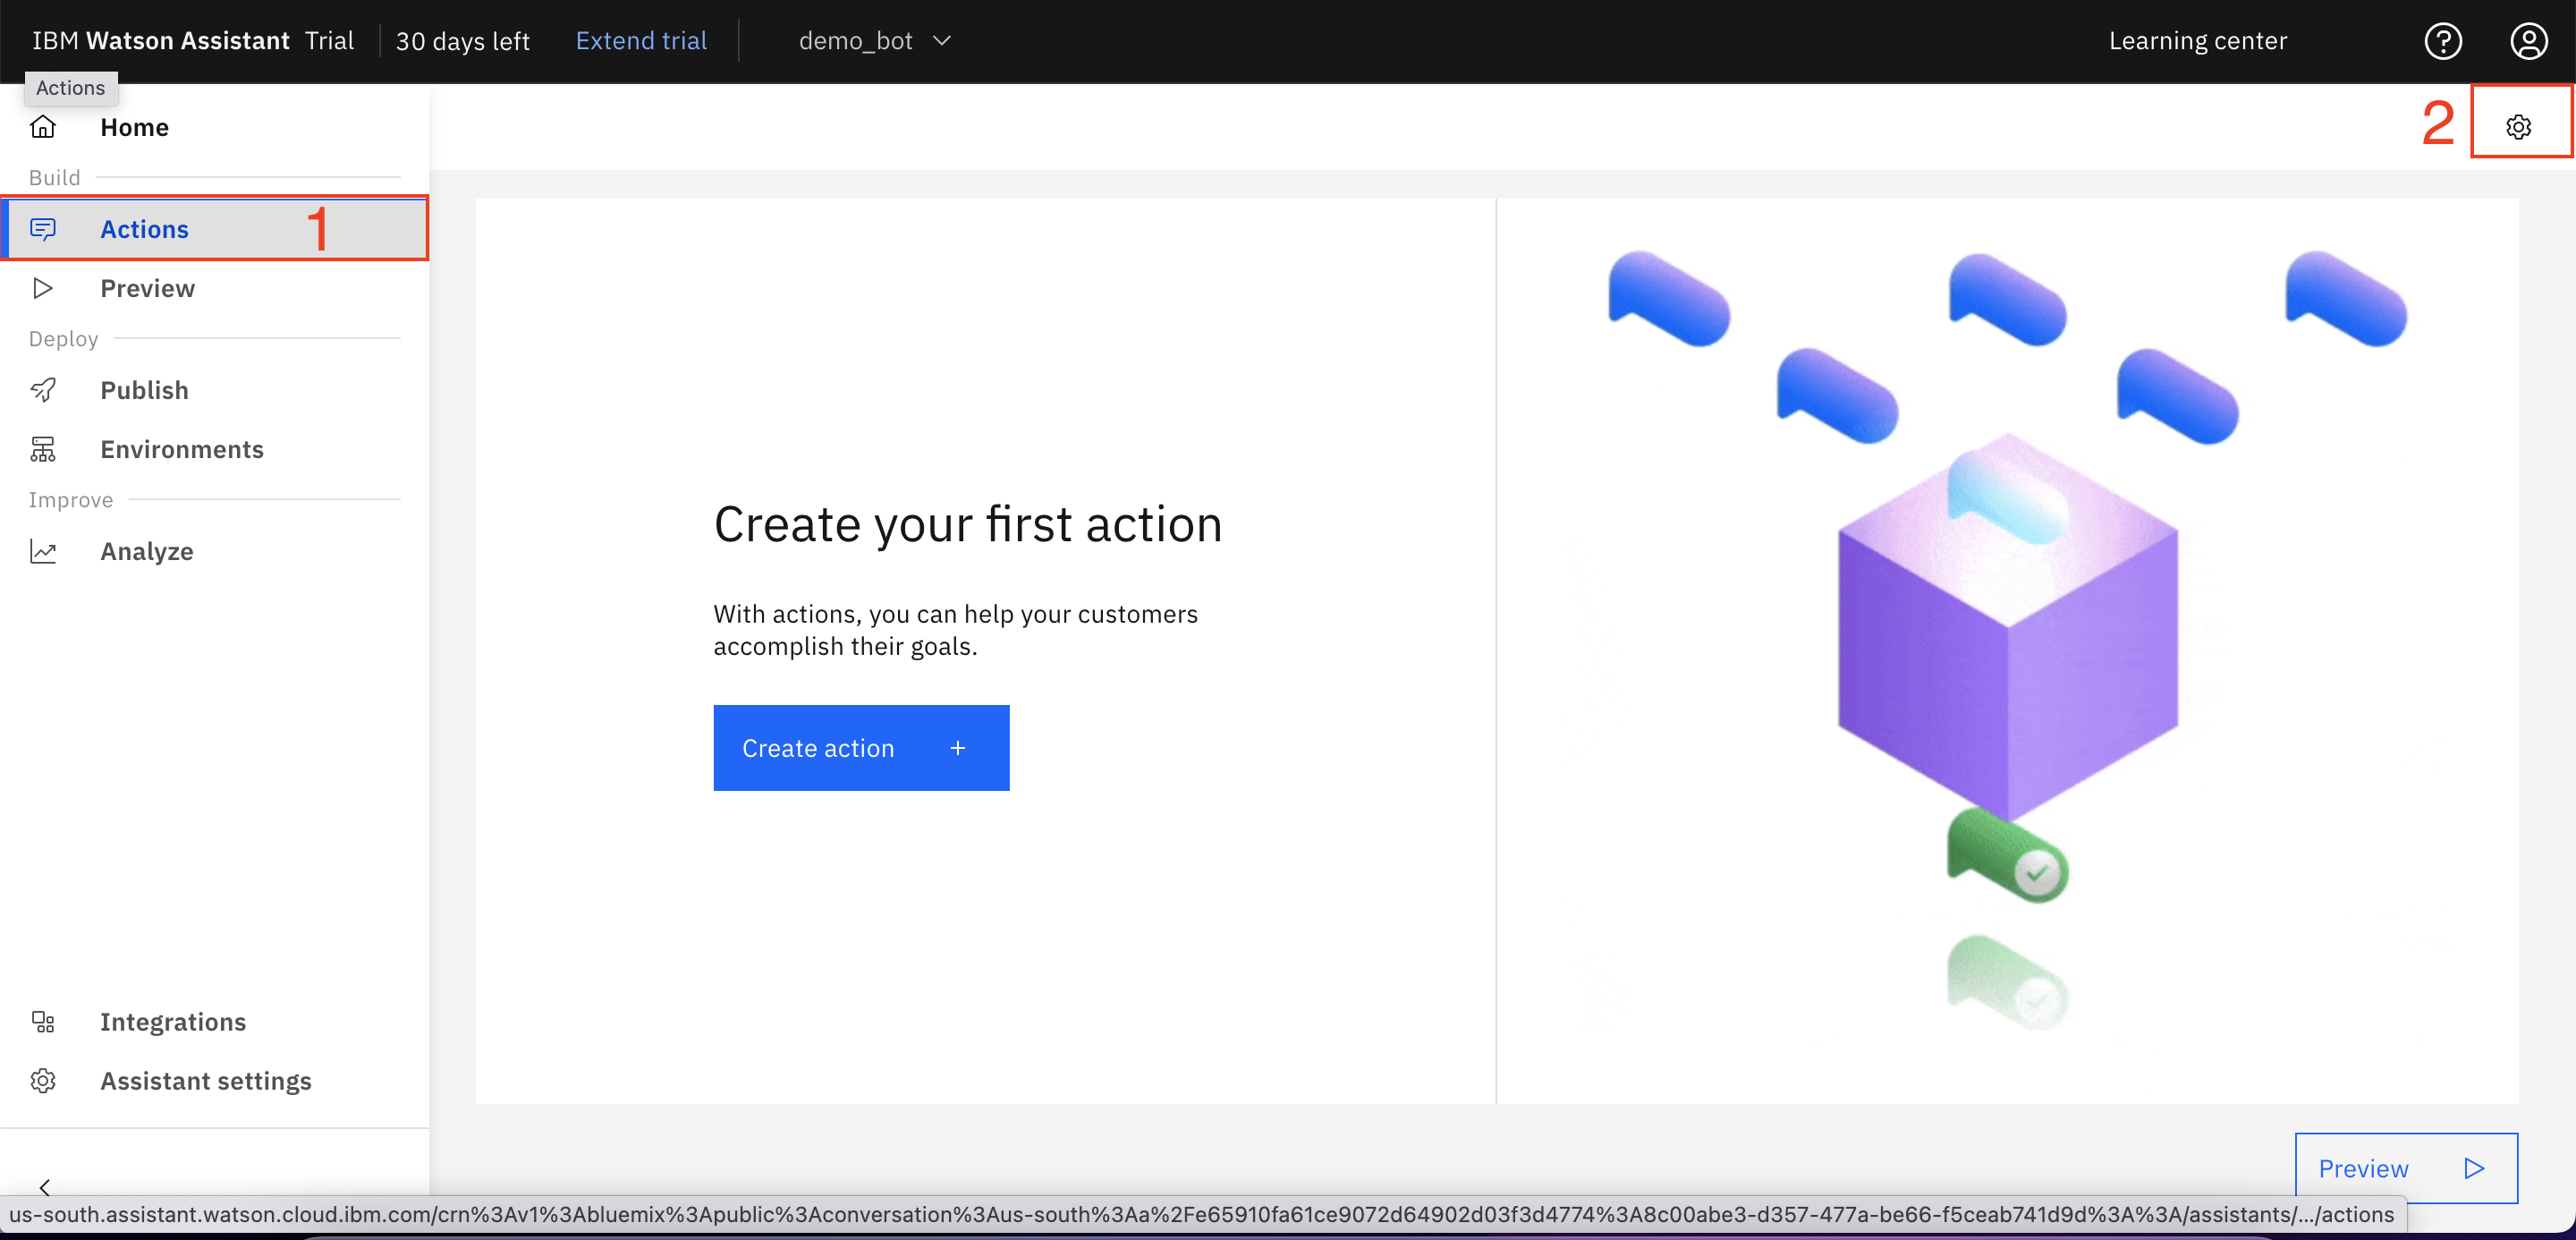 IBM Watson Assistant Trial 30 days left Extend trial demo_bot Learning center
Actions
Home
2
Build
Actions 1
Preview
Deploy
Publish
Environments
Improve
Analyze
Create your first action
With actions, you can help your customers
accomplish their goals.
Create action +
Integrations
Assistant settings
Preview
us-south.assistant.watson.cloud.ibm.com/crn%3Av1%3Abluemix%3Apublic%3Aconversation%3Aus-south%3Aa%2Fe65910fa61ce9072d64902d03f3d4774%3A8c00abe3-d357-477a-be66-f5ceab741d9d%3A%3A/assistants/.../actions